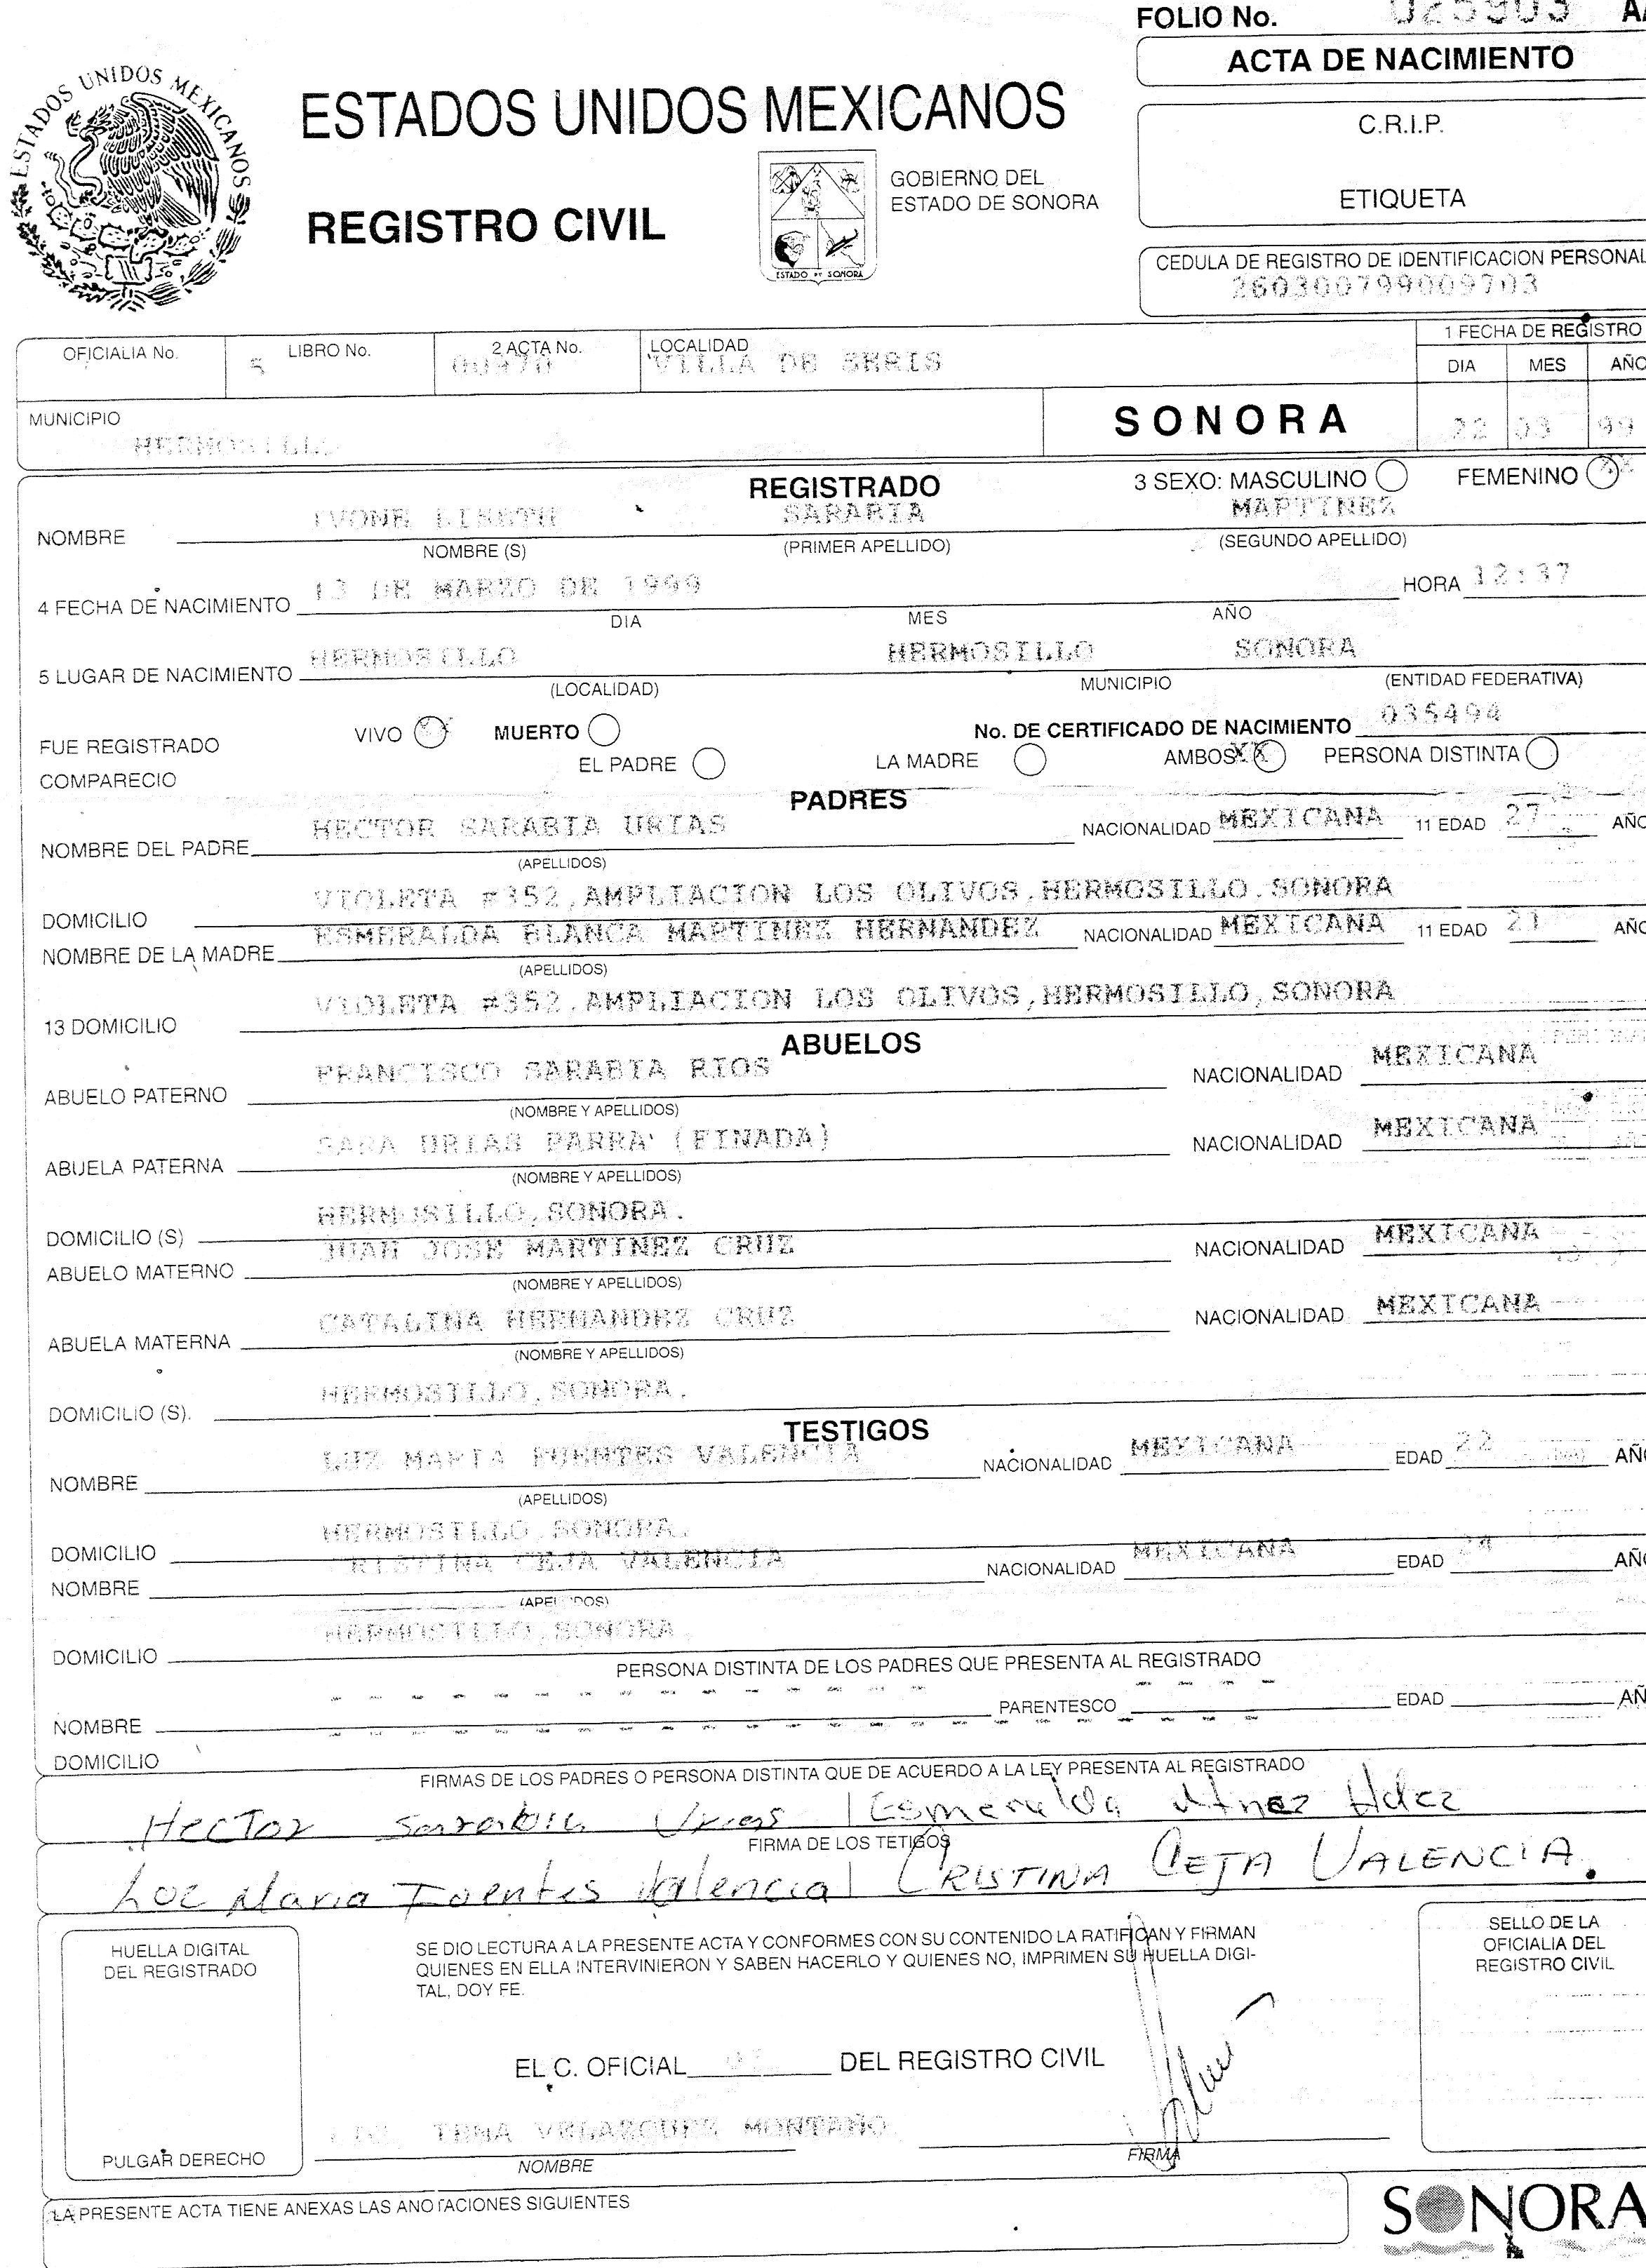 FOLIO No. 025903
ACTA DE NACIMIENTO
ESTADOS UNIDOS MEXICANOS
ESTADOS UNIDOS MEXICANOS
C.R.I.P.
GOBIERNO DEL
ESTADO DE SONORA
ETIQUETA
REGISTRO CIVIL
ESTADO DE SONORA
CEDULA DE REGISTRO DE IDENTIFICACION PERSONAL
260300799009703
OFICIALIA No. LIBRO No. 5 2 ACTA No. 00970 LOCALIDAD VILLA DE SERIS 1 FECHA DE REGISTRO
DIA MES AÑO
MUNICIPIO HERMOSILLO SONORA 22 03 99
REGISTRADO 3 SEXO: MASCULINO FEMENINO
NOMBRE IVONE LISETH SARABIA MARTINEZ
NOMBRE (S) (PRIMER APELLIDO) (SEGUNDO APELLIDO)
4 FECHA DE NACIMIENTO 13 DE MARZO DE 1999 HORA 12:37
DIA MES AÑO
5 LUGAR DE NACIMIENTO HERMOSILLO HERMOSILLO SONORA
(LOCALIDAD) MUNICIPIO (ENTIDAD FEDERATIVA)
FUE REGISTRADO VIVO MUERTO No. DE CERTIFICADO DE NACIMIENTO 035494
COMPARECIO EL PADRE LA MADRE AMBOS XX PERSONA DISTINTA
PADRES
NOMBRE DEL PADRE HECTOR SARABIA URIAS NACIONALIDAD MEXICANA 11 EDAD 27 AÑO
(APELLIDOS)
DOMICILIO VIOLETA #352,AMPLIACION LOS OLIVOS,HERMOSILLO.SONORA
NOMBRE DE LA MADRE ESMERALDA BLANCA MARTINEZ HERNANDEZ NACIONALIDAD MEXICANA 11 EDAD AÑO
(APELLIDOS)
13 DOMICILIO VIOLETA #352.AMPLIACION LOS OLIVOS,HERMOSILLO,SONORA
ABUELOS
ABUELO PATERNO FRANCISCO SARABIA RIOS NACIONALIDAD MEXICANA
(NOMBRE Y APELLIDOS)
ABUELA PATERNA SARA URIAS PARRA (FINADA) NACIONALIDAD MEXICANA
(NOMBRE Y APELLIDOS)
DOMICILIO (S) HERMOSILLO,SONORA.
ABUELO MATERNO JUAN JOSE MARTINEZ CRUZ NACIONALIDAD MEXICANA
(NOMBRE Y APELLIDOS)
ABUELA MATERNA CATALINA HERNANDEZ CRUZ NACIONALIDAD MEXICANA
(NOMBRE Y APELLIDOS)
DOMICILIO (S). HERMOSILLO,SONORA.
TESTIGOS
NOMBRE LUZ MARIA FUENTES VALENCIA NACIONALIDAD MEXICANA EDAD 22
(APELLIDOS)
DOMICILIO HERMOSILLO,SONORA.
NOMBRE CRISTINA CEJA VALENCIA NACIONALIDAD MEXICANA EDAD 24
(APELLIDOS)
DOMICILIO HERMOSILLO,SONORA
PERSONA DISTINTA DE LOS PADRES QUE PRESENTA AL REGISTRADO
NOMBRE PARENTESCO EDAD
DOMICILIO
FIRMAS DE LOS PADRES O PERSONA DISTINTA QUE DE ACUERDO A LA LEY PRESENTA AL REGISTRADO
Hector Sarabia Urias Esmeralda Mtnez Hdez
FIRMA DE LOS TETIGOS
Luz Maria Fuentes Valencia CRISTINA CEJA VALENCIA.
HUELLA DIGITAL
DEL REGISTRADO
SE DIO LECTURA A LA PRESENTE ACTA Y CONFORMES CON SU CONTENIDO LA RATIFICAN Y FIRMAN
QUIENES EN ELLA INTERVINIERON Y SABEN HACERLO Y QUIENES NO, IMPRIMEN SU HUELLA DIGI-
TAL, DOY FE.
SELLO DE LA
OFICIALIA DEL
REGISTRO CIVIL
EL C. OFICIAL DEL REGISTRO CIVIL
LIC. VELAZQUEZ MONTAÑO
PULGAR DERECHO NOMBRE FIRMA
LA PRESENTE ACTA TIENE ANEXAS LAS ANOTACIONES SIGUIENTES
SONORA